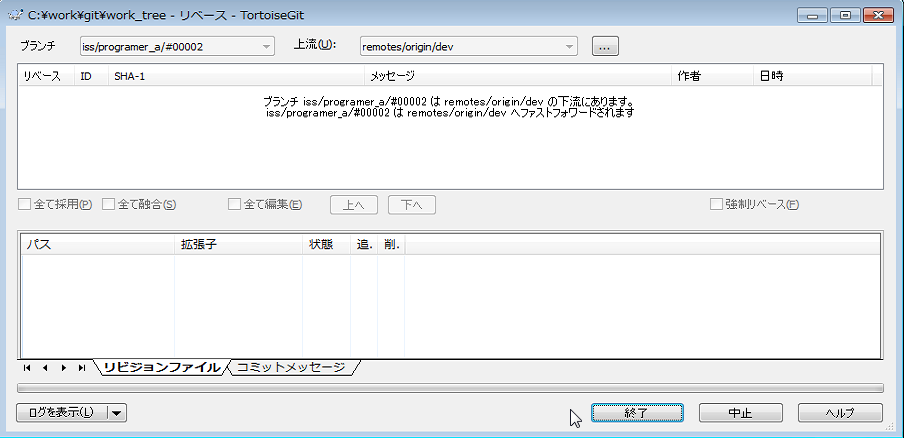 C:¥work¥git¥work_tree - リベース - TortoiseGit
ブランチ iss/programer_a/#00002 上流(U): remotes/origin/dev ...
リベース ID SHA-1 メッセージ 作者 日時
ブランチ iss/programer_a/#00002 は remotes/origin/dev の下流にあります。
iss/programer_a/#00002 は remotes/origin/dev へファストフォワードされます
全て採用(P) 全て融合(S) 全て編集(E) 上へ 下へ 強制リベース(F)
パス 拡張子 状態 追. 削.
リビジョンファイル コミットメッセージ
ログを表示(L) 終了 中止 ヘルプ